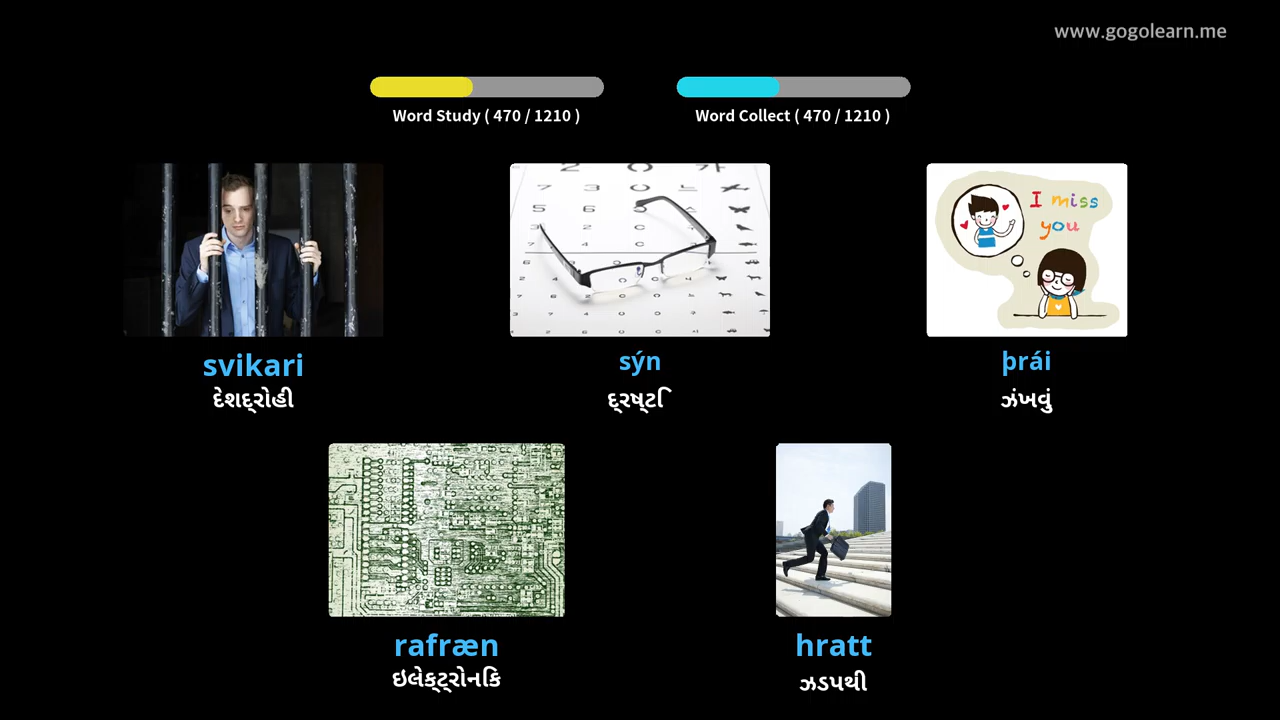 www.gogolearn.me
Word Study ( 470 / 1210 )
Word Collect ( 470 / 1210 )
I miss
you
svikari
દેશદ્રોહી
sýn
દ્રષ્ટિ
þrái
ઝંખવું
rafræn
ઇલેક્ટ્રોનિક
hratt
ઝડપથી